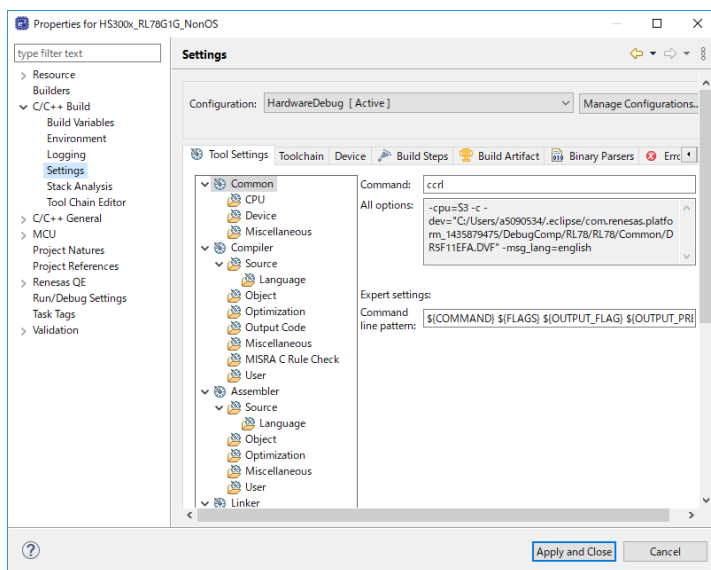 Properties for HS300x_RL78G1G_NonOS
type filter text
Resource
Builders
C/C++ Build
Build Variables
Environment
Logging
Settings
Stack Analysis
Tool Chain Editor
C/C++ General
MCU
Project Natures
Project References
Renesas QE
Run/Debug Settings
Task Tags
Validation
Settings
Configuration: HardwareDebug [ Active ] Manage Configurations..
Tool Settings Toolchain Device Build Steps Build Artifact Binary Parsers Errc
Common
CPU
Device
Miscellaneous
Compiler
Source
Language
Object
Optimization
Output Code
Miscellaneous
MISRA C Rule Check
User
Assembler
Source
Language
Object
Optimization
Miscellaneous
User
Linker
Command: ccrl
All options: -cpu=S3 -c -
dev="C:/Users/a5090534/.eclipse/com.renesas.platfo
rm_1435879475/DebugComp/RL78/RL78/Common/D
R5F11EFA.DVF" -msg_lang=english
Expert settings:
Command
line pattern: ${COMMAND} ${FLAGS} ${OUTPUT_FLAG} ${OUTPUT_PRE
Apply and Close Cancel